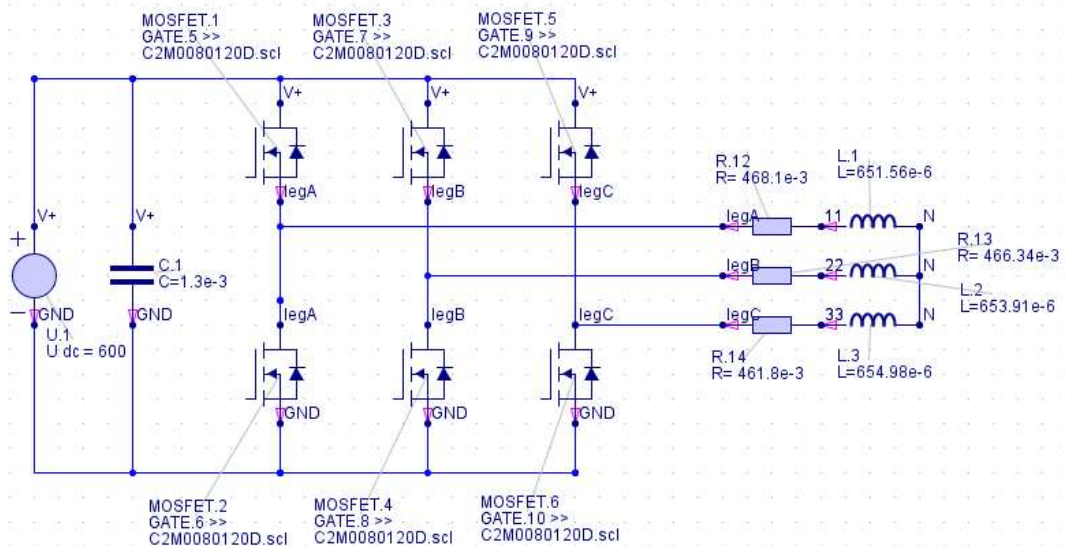 MOSFET.1
GATE.5 >>
C2M0080120D.scl
MOSFET.3
GATE.7 >>
C2M0080120D.scl
MOSFET.5
GATE.9 >>
C2M0080120D.scl
V+
V+
V+
legA
legB
legC
R.12
R= 468.1e-3
L.1
L=651.56e-6
V+
V+
legA
11
N
R.13
R= 466.34e-3
+
C.1
C=1.3e-3
legB
22
N
L.2
L=653.91e-6
−
GND
GND
legA
legB
legC
legC
33
N
U.1
U dc = 600
R.14
R= 461.8e-3
L.3
L=654.98e-6
GND
GND
GND
MOSFET.2
GATE.6 >>
C2M0080120D.scl
MOSFET.4
GATE.8 >>
C2M0080120D.scl
MOSFET.6
GATE.10 >>
C2M0080120D.scl